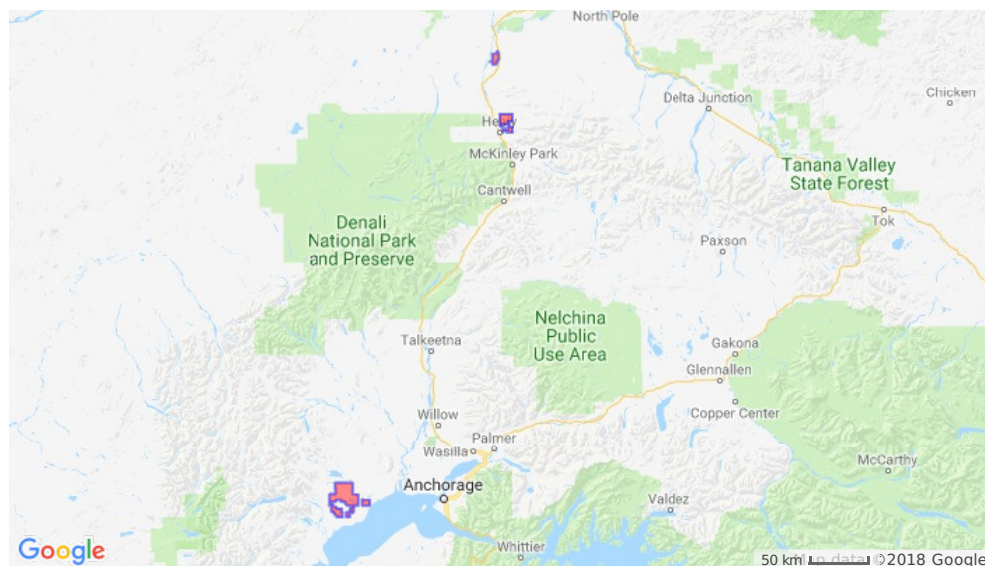 North Pole
Chicken
Delta Junction
Healy
McKinley Park
Tanana Valley
State Forest
Cantwell
Tok
Denali
National Park
and Preserve
Paxson
Nelchina
Public
Use Area
Talkeetna
Gakona
Glennallen
Copper Center
Willow
Palmer
Wasilla
McCarthy
Anchorage
Valdez
Whittier
Google
50 km Map data ©2018 Google